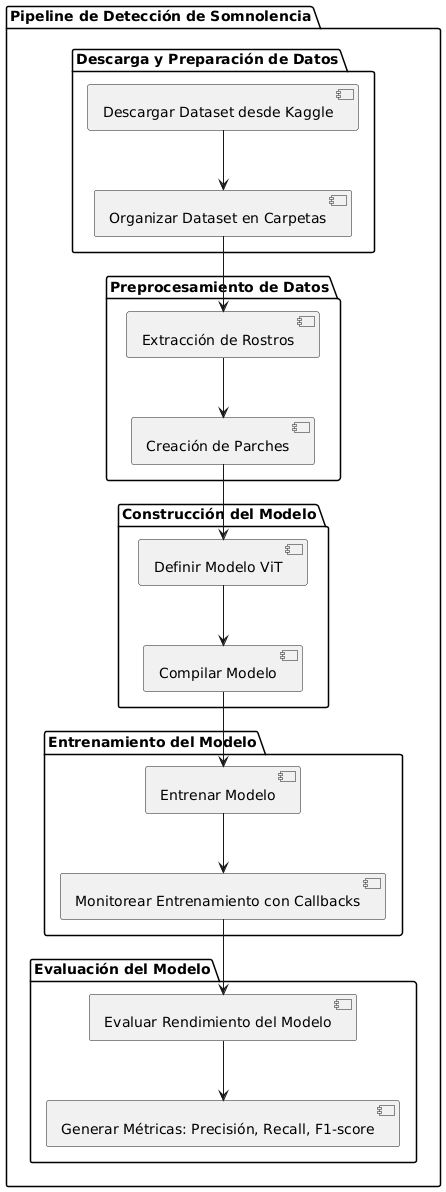 Pipeline de Detección de Somnolencia
Descarga y Preparación de Datos
Descargar Dataset desde Kaggle
Organizar Dataset en Carpetas
Preprocesamiento de Datos
Extracción de Rostros
Creación de Parches
Construcción del Modelo
Definir Modelo ViT
Compilar Modelo
Entrenamiento del Modelo
Entrenar Modelo
Monitorear Entrenamiento con Callbacks
Evaluación del Modelo
Evaluar Rendimiento del Modelo
Generar Métricas: Precisión, Recall, F1-score